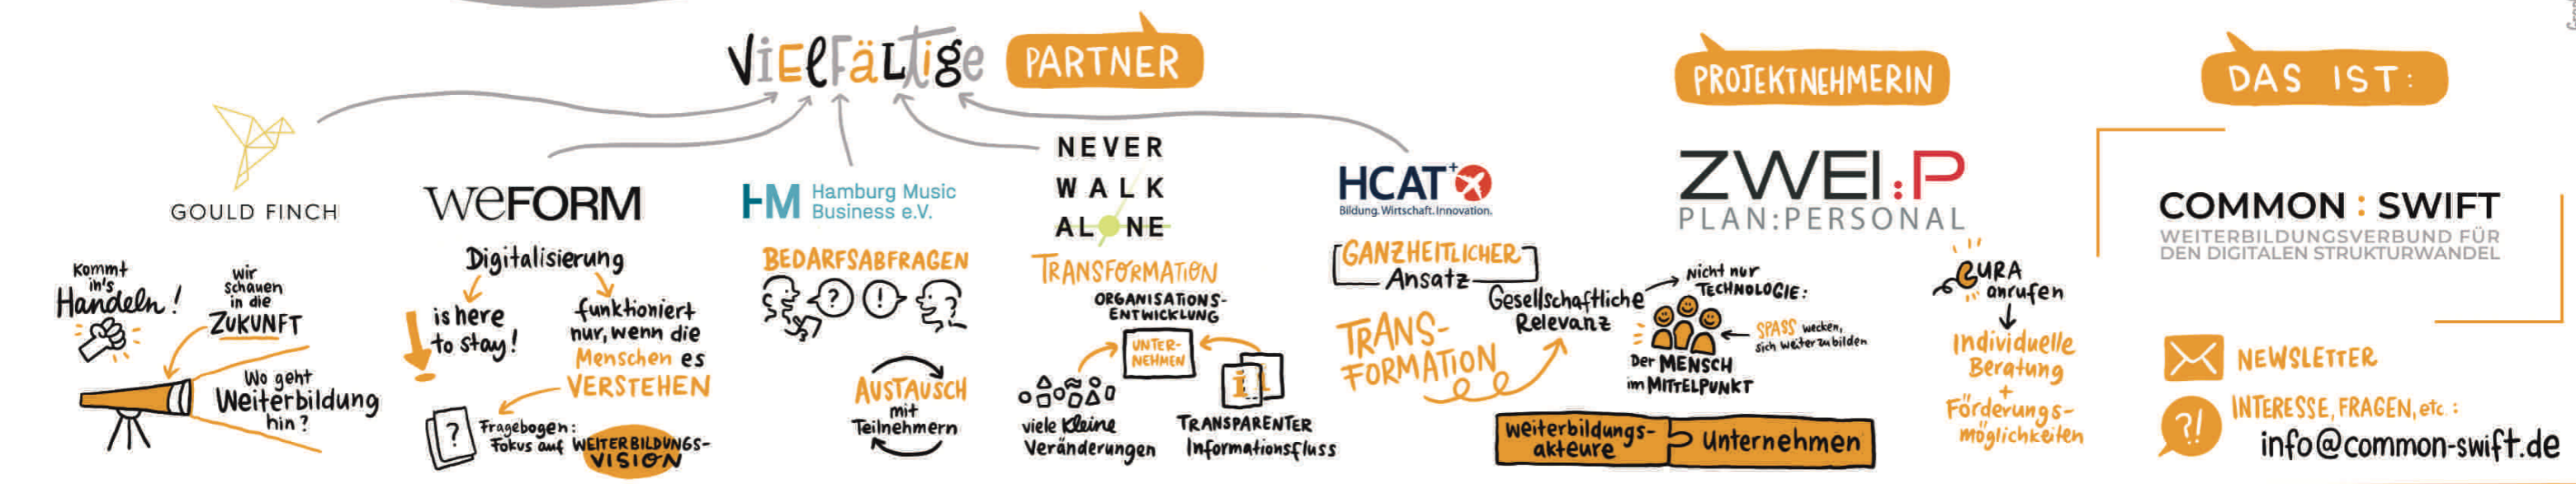 Vielfältige PARTNER
GOULD FINCH
Kommt
in's
Handeln!
wir
schauen
in die
ZUKUNFT
Wo geht
Weiterbildung
hin?
weFORM
Digitalisierung
is here
to stay!
funktioniert
nur, wenn die
Menschen es
VERSTEHEN
?
Fragebogen:
Fokus auf WEITERBILDUNGS-
VISION
HM Hamburg Music
Business e.V.
BEDARFSABFRAGEN
? !
AUSTAUSCH
mit
Teilnehmern
NEVER
WALK
ALONE
TRANSFORMATION
ORGANISATIONS-
ENTWICKLUNG
UNTER-
NEHMEN
viele kleine
Veränderungen
i
TRANSPARENTER
Informationsfluss
HCAT+
Bildung. Wirtschaft. Innovation.
GANZHEITLICHER
Ansatz
TRANS-
FORMATION
Gesellschaftliche
Relevanz
PROJEKTNEHMERIN
ZWEI:P
PLAN:PERSONAL
Nicht nur
TECHNOLOGIE:
SPASS wecken,
sich weiterzubilden
Der MENSCH
im MITTELPUNKT
Weiterbildungs-
akteure
Unternehmen
CURA
anrufen
Individuelle
Beratung
+
Förderungs-
möglichkeiten
DAS IST:
COMMON : SWIFT
WEITERBILDUNGSVERBUND FÜR
DEN DIGITALEN STRUKTURWANDEL
NEWSLETTER
?!
INTERESSE, FRAGEN, etc.:
info@common-swift.de